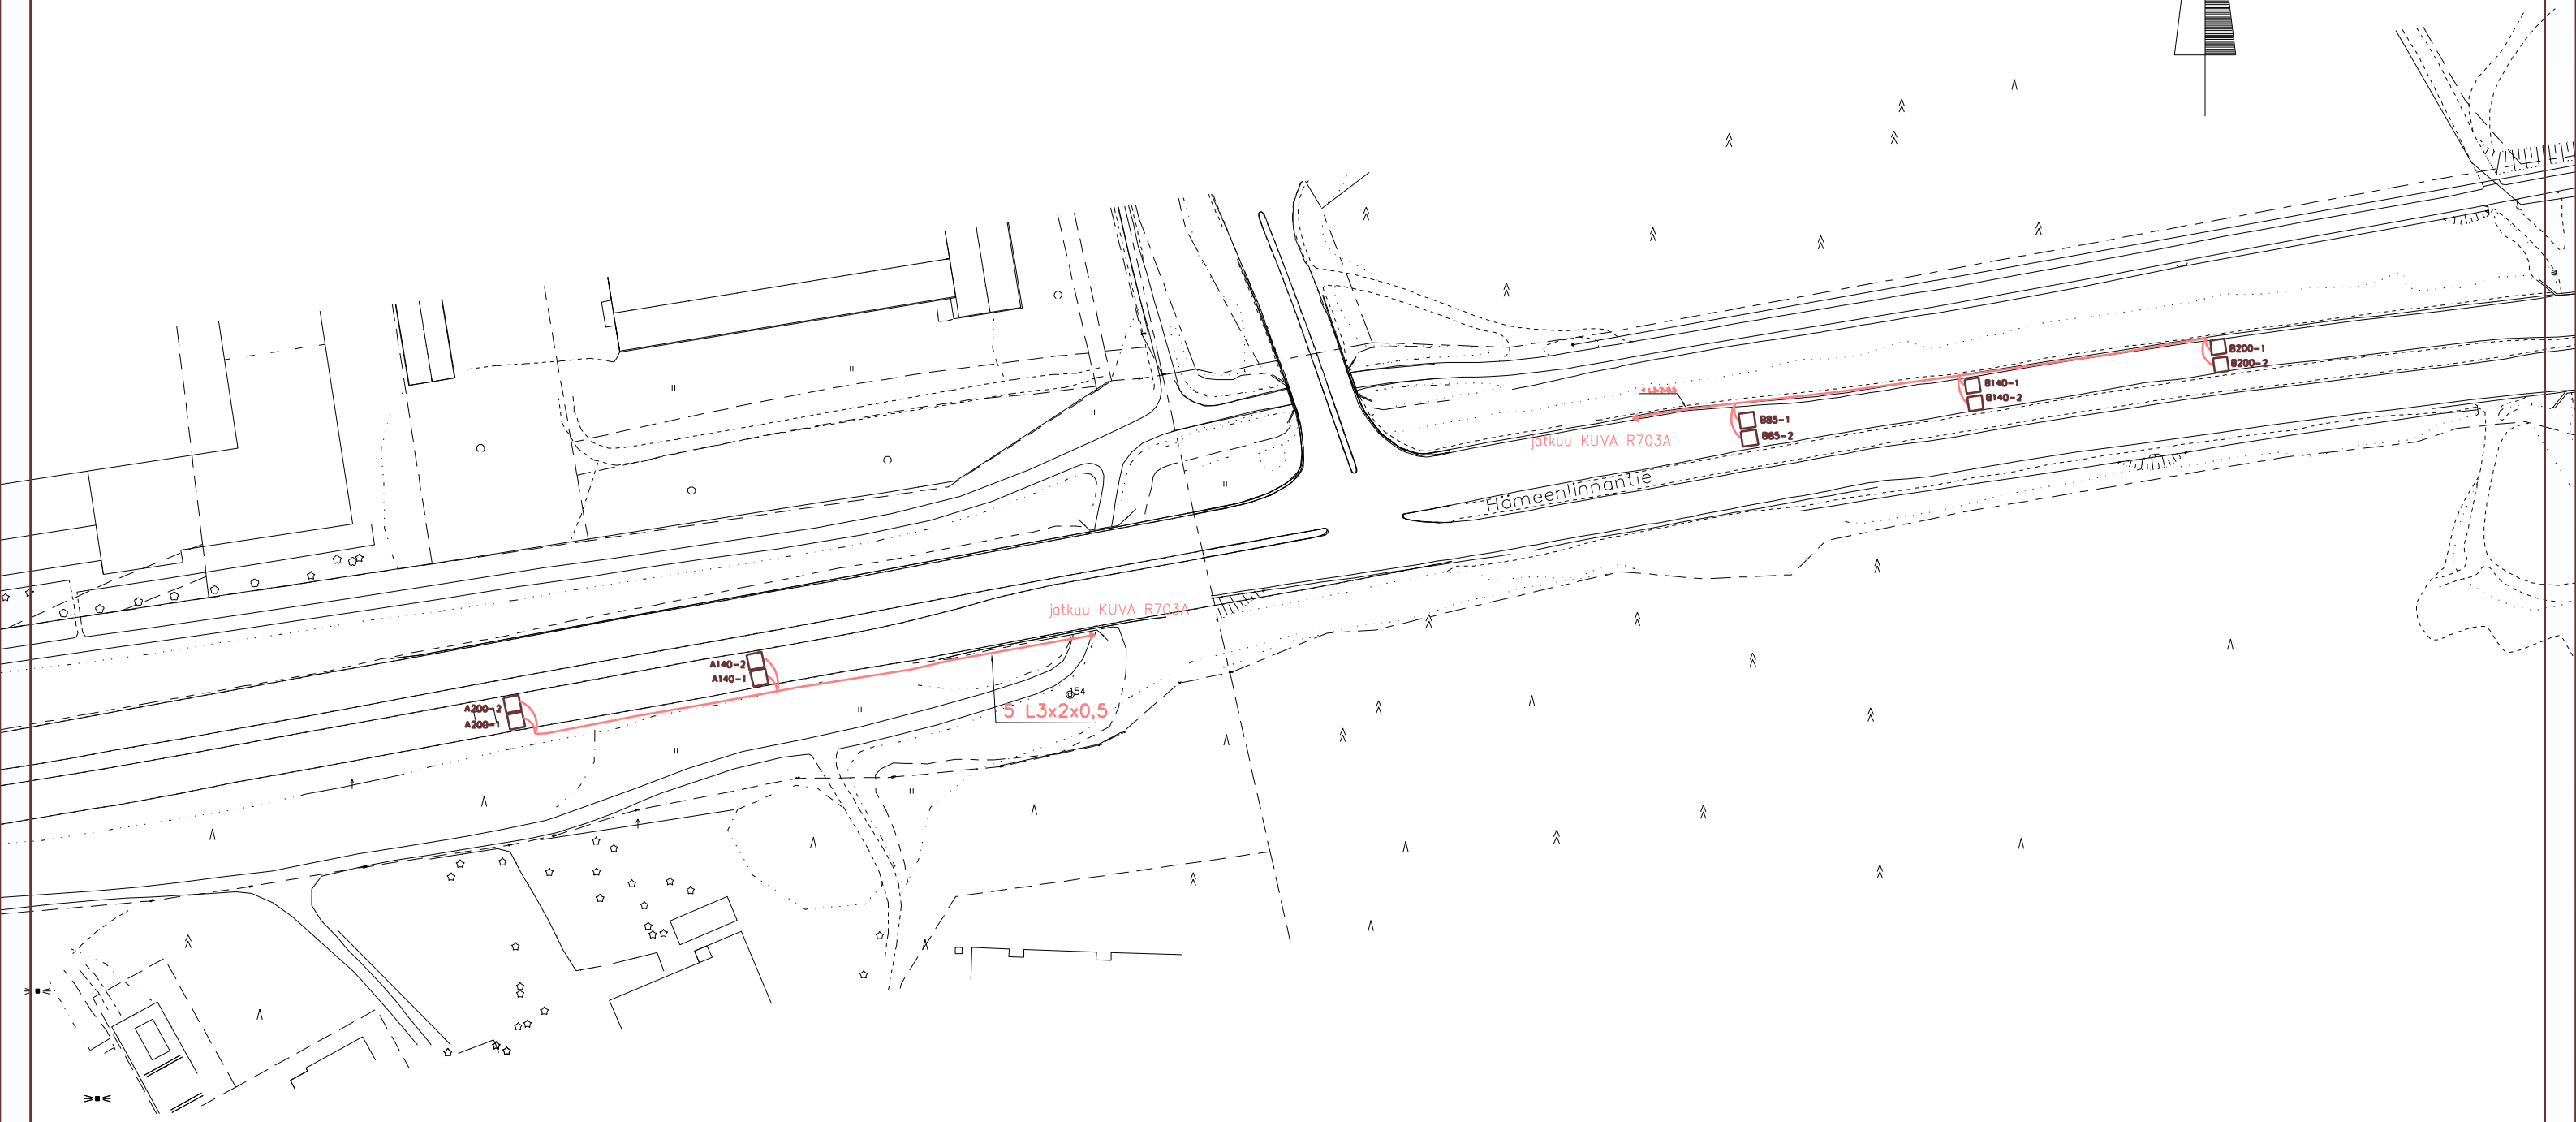 B200-1
B200-2
B140-1
B140-2
B85-1
B85-2
jatkuu KUVA R703A
Hämeenlinnantie
jatkuu KUVA R703A
A140-2
A140-1
154
5 L3x2x0,5
A200-2
A200-1